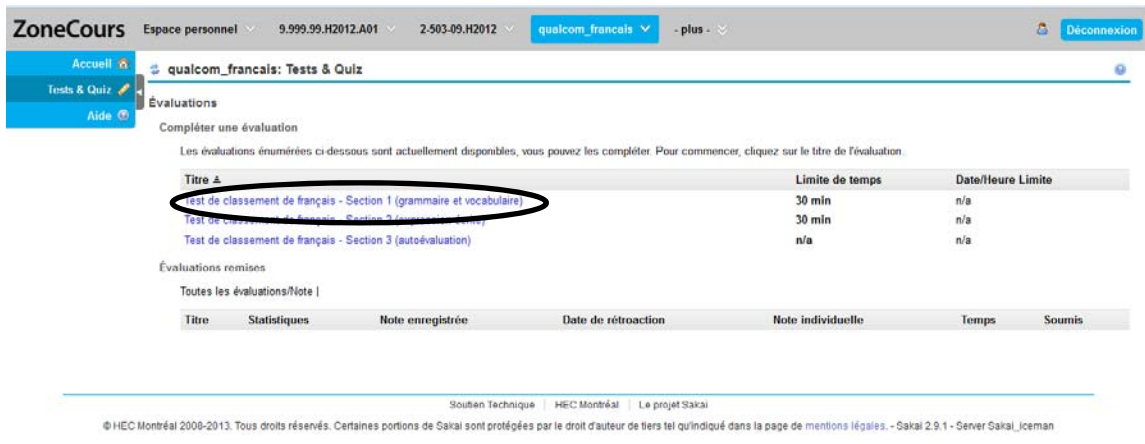 ZoneCours Espace personnel 9.999.99.H2012.A01 2-503-09.H2012 qualcom_francais - plus - Déconnexion
Accueil
qualcom_francais: Tests & Quiz
Tests & Quiz
Évaluations
Aide
Compléter une évaluation
Les évaluations énumérées ci-dessous sont actuellement disponibles, vous pouvez les compléter. Pour commencer, cliquez sur le titre de l'évaluation.
Titre Limite de temps Date/Heure Limite
Test de classement de français - Section 1 (grammaire et vocabulaire) 30 min n/a
Test de classement de français - Section 2 (expression écrite) 30 min n/a
Test de classement de français - Section 3 (autoévaluation) n/a n/a
Évaluations remises
Toutes les évaluations/Note |
Titre Statistiques Note enregistrée Date de rétroaction Note individuelle Temps Soumis
Soutien Technique | HEC Montréal | Le projet Sakai
© HEC Montréal 2008-2013. Tous droits réservés. Certaines portions de Sakai sont protégées par le droit d'auteur de tiers tel qu'indiqué dans la page de mentions légales. - Sakai 2.9.1 - Server Sakai_iceman